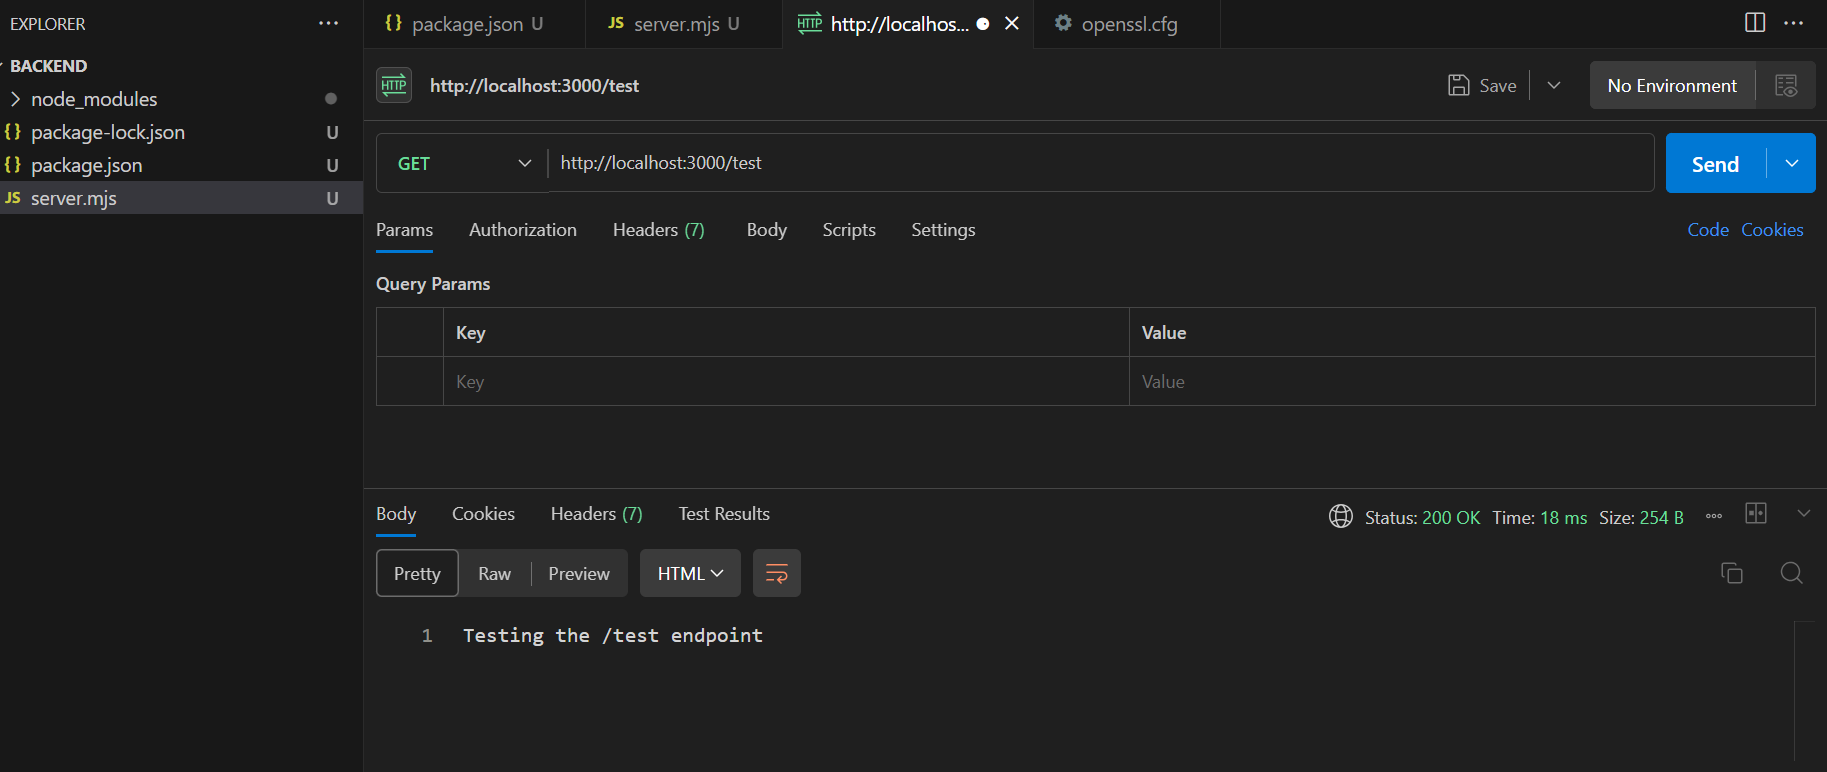 EXPLORER
BACKEND
node_modules
{} package-lock.json U
{} package.json U
JS server.mjs U
{} package.json U
JS server.mjs U
HTTP http://localhos...
openssl.cfg
HTTP http://localhost:3000/test
Save
No Environment
GET http://localhost:3000/test
Send
Params Authorization Headers (7) Body Scripts Settings
Code Cookies
Query Params
Key Value
Key Value
Body Cookies Headers (7) Test Results
Status: 200 OK Time: 18 ms Size: 254 B
Pretty Raw Preview HTML
1 Testing the /test endpoint